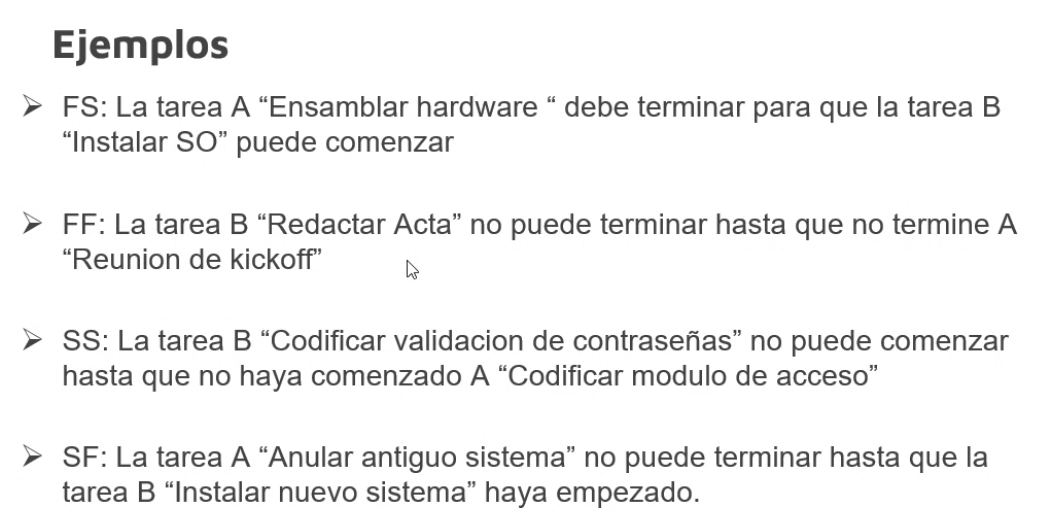 Ejemplos
➢ FS: La tarea A “Ensamblar hardware “ debe terminar para que la tarea B
“Instalar SO” puede comenzar
➢ FF: La tarea B “Redactar Acta” no puede terminar hasta que no termine A
“Reunion de kickoff”
➢ SS: La tarea B “Codificar validacion de contraseñas” no puede comenzar
hasta que no haya comenzado A “Codificar modulo de acceso”
➢ SF: La tarea A “Anular antiguo sistema” no puede terminar hasta que la
tarea B “Instalar nuevo sistema” haya empezado.